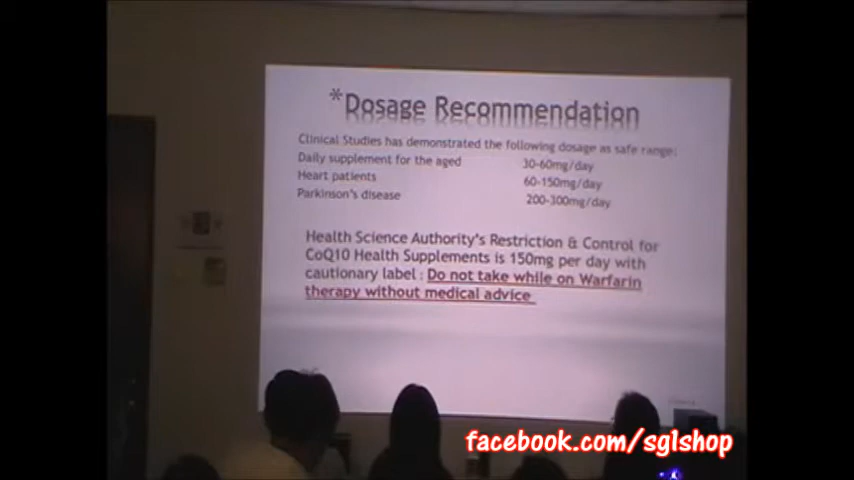 *Dosage Recommendation
Clinical Studies has demonstrated the following dosage as safe range:
Daily supplement for the aged 30-60mg/day
Heart patients 60-150mg/day
Parkinson's disease 200-300mg/day
Health Science Authority's Restriction & Control for
CoQ10 Health Supplements is 150mg per day with
cautionary label : Do not take while on Warfarin
therapy without medical advice
facebook.com/sg1shop